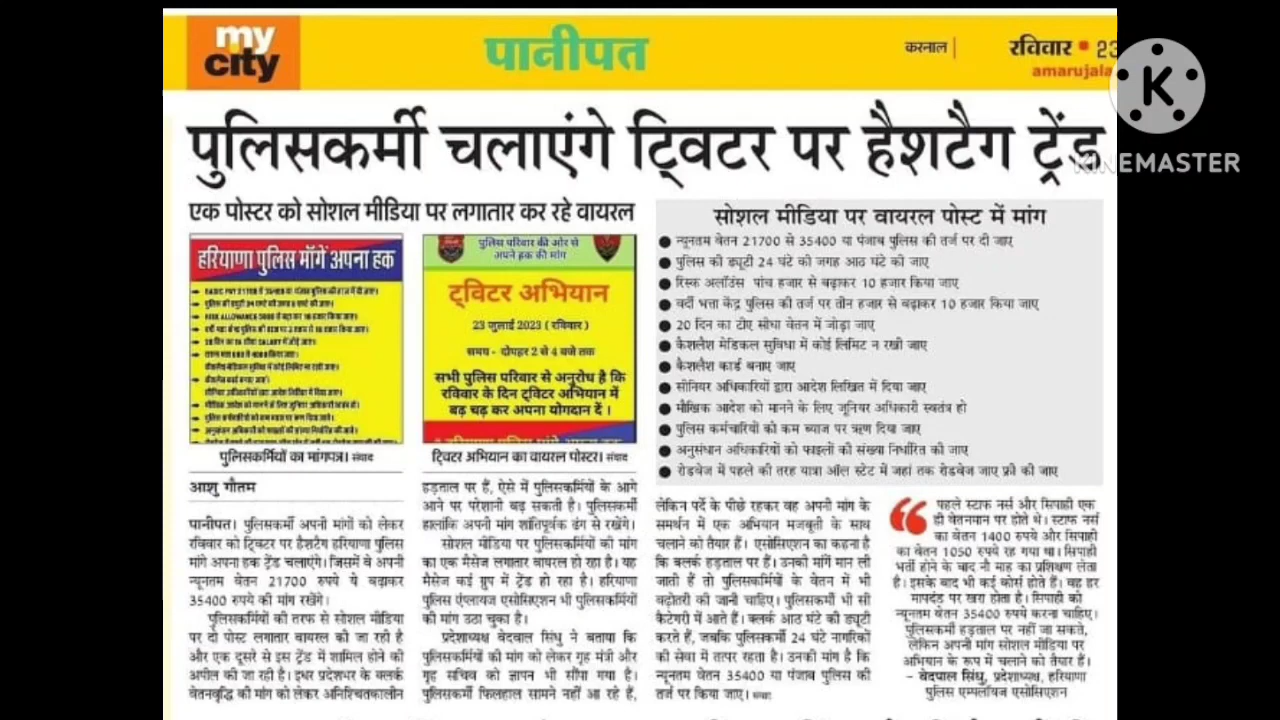 my
city
पानीपत
करनाल
रविवार
23
amarujala
KINEMASTER
पुलिसकर्मी चलाएंगे ट्विटर पर हैशटैग ट्रेंड
एक पोस्टर को सोशल मीडिया पर लगातार कर रहे वायरल
हरियाणा पुलिस माँगें अपना हक
पुलिसकर्मियों का मांगपत्र। संवाद
पुलिस परिवार की ओर से
अपने हक की मांग
ट्विटर अभियान
23 जुलाई 2023 ( रविवार )
समय- दोपहर 2 से 4 बजे तक
सभी पुलिस परिवार से अनुरोध है कि
रविवार के दिन ट्विटर अभियान में
बढ़ चढ़ कर अपना योगदान दें ।
ट्विटर अभियान का वायरल पोस्टर। संवाद
सोशल मीडिया पर वायरल पोस्ट में मांग
न्यूनतम वेतन 21700 से 35400 या पंजाब पुलिस की तर्ज पर दी जाए
पुलिस की ड्यूटी 24 घंटे की जगह आठ घंटे की जाए
रिस्क अलॉउंस पांच हजार से बढ़ाकर 10 हजार किया जाए
वर्दी भत्ता केंद्र पुलिस की तर्ज पर तीन हजार से बढ़ाकर 10 हजार किया जाए
20 दिन का टीए सीधा वेतन में जोड़ा जाए
कैशलैश मेडिकल सुविधा में कोई लिमिट न रखी जाए
कैशलैश कार्ड बनाए जाए
सीनियर अधिकारियों द्वारा आदेश लिखित में दिया जाए
मौखिक आदेश को मानने के लिए जूनियर अधिकारी स्वतंत्र हो
पुलिस कर्मचारियों को कम ब्याज पर ऋण दिया जाए
अनुसंधान अधिकारियों को फाइलों की संख्या निर्धारित की जाए
रोडवेज में पहले की तरह यात्रा ऑल स्टेट में जहां तक रोडवेज जाए फ्री की जाए
आशु गौतम
पानीपत। पुलिसकर्मी अपनी मांगों को लेकर
रविवार को ट्विटर पर हैशटैग हरियाणा पुलिस
मांगे अपना हक ट्रेंड चलाएंगे। जिसमें वे अपनी
न्यूनतम वेतन 21700 रुपये ये बढ़ाकर
35400 रुपये की मांग रखेंगे।
पुलिसकर्मियों की तरफ से सोशल मीडिया
पर दो पोस्ट लगातार वायरल की जा रही है
और एक दूसरे से इस ट्रेंड में शामिल होने की
अपील की जा रही है। इधर प्रदेशभर के क्लर्क
वेतनवृद्धि की मांग को लेकर अनिश्चितकालीन
हड़ताल पर हैं, ऐसे में पुलिसकर्मियों के आगे
आने पर परेशानी बढ़ सकती है। पुलिसकर्मी
हालांकि अपनी मांग शांतिपूर्वक ढंग से रखेंगे।
सोशल मीडिया पर पुलिसकर्मियों की मांग
का एक मैसेज लगातार वायरल हो रहा है। यह
मैसेज कई ग्रुप में ट्रेंड हो रहा है। हरियाणा
पुलिस एंप्लायज एसोसिएशन भी पुलिसकर्मियों
की मांग उठा चुका है।
प्रदेशाध्यक्ष वेदवाल सिंधु ने बताया कि
पुलिसकर्मियों की मांग को लेकर गृह मंत्री और
गृह सचिव को ज्ञापन भी सौंपा गया है।
पुलिसकर्मी फिलहाल सामने नहीं आ रहे हैं,
लेकिन पर्दे के पीछे रहकर वह अपनी मांग के
समर्थन में एक अभियान मजबूती के साथ
चलाने को तैयार हैं। एसोसिएशन का कहना है
कि क्लर्क हड़ताल पर हैं। उनकी मांगें मान ली
जाती हैं तो पुलिसकर्मियों के वेतन में भी
बढ़ोतरी की जानी चाहिए। पुलिसकर्मी भी सी
कैटेगरी में आते हैं। क्लर्क आठ घंटे की ड्यूटी
करते हैं, जबकि पुलिसकर्मी 24 घंटे नागरिकों
की सेवा में तत्पर रहता है। उनकी मांग है कि
न्यूनतम वेतन 35400 या पंजाब पुलिस की
तर्ज पर किया जाए। संवाद
पहले स्टाफ नर्स और सिपाही एक
ही वेतनमान पर होते थे। स्टाफ नर्स
का वेतन 1400 रुपये और सिपाही
का वेतन 1050 रुपये रह गया था। सिपाही
भर्ती होने के बाद नौ माह का प्रशिक्षण लेता
है। इसके बाद भी कई कोर्स होते हैं। वह हर
मापदंड पर खरा होता है। सिपाही को
न्यूनतम वेतन 35400 रुपये करना चाहिए।
पुलिसकर्मी हड़ताल पर नहीं जा सकते,
लेकिन अपनी मांग सोशल मीडिया पर
अभियान के रूप में चलाने को तैयार हैं।
- वेदपाल सिंधु, प्रदेशाध्यक्ष, हरियाणा
पुलिस एम्प्लॉयज एसोसिएशन